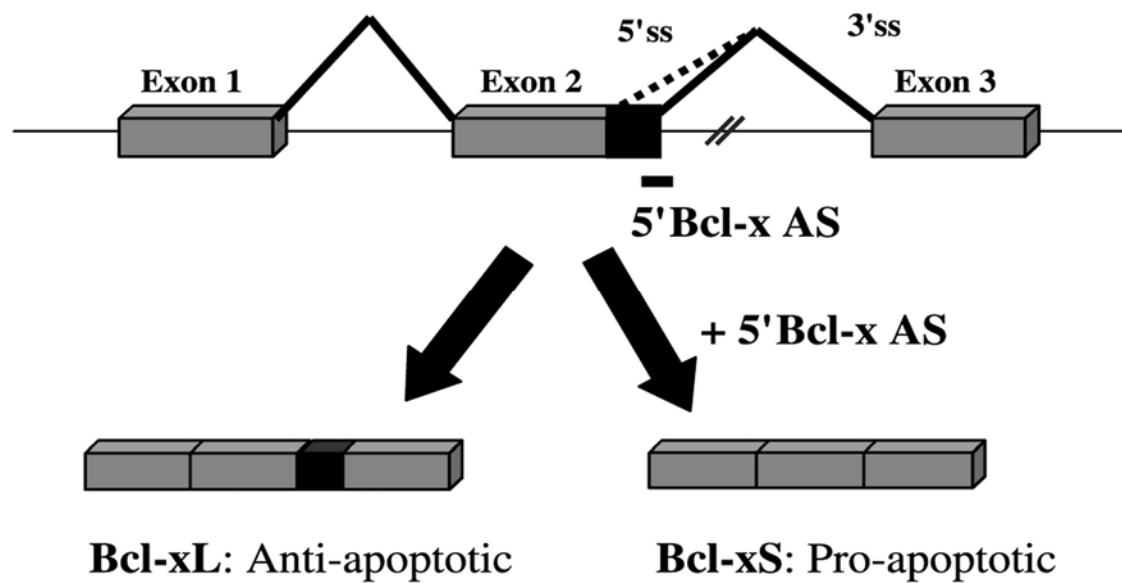 5'ss
3'ss
Exon 1
Exon 2
Exon 3
5'Bcl-x AS
+ 5'Bcl-x AS
Bcl-xL: Anti-apoptotic
Bcl-xS: Pro-apoptotic